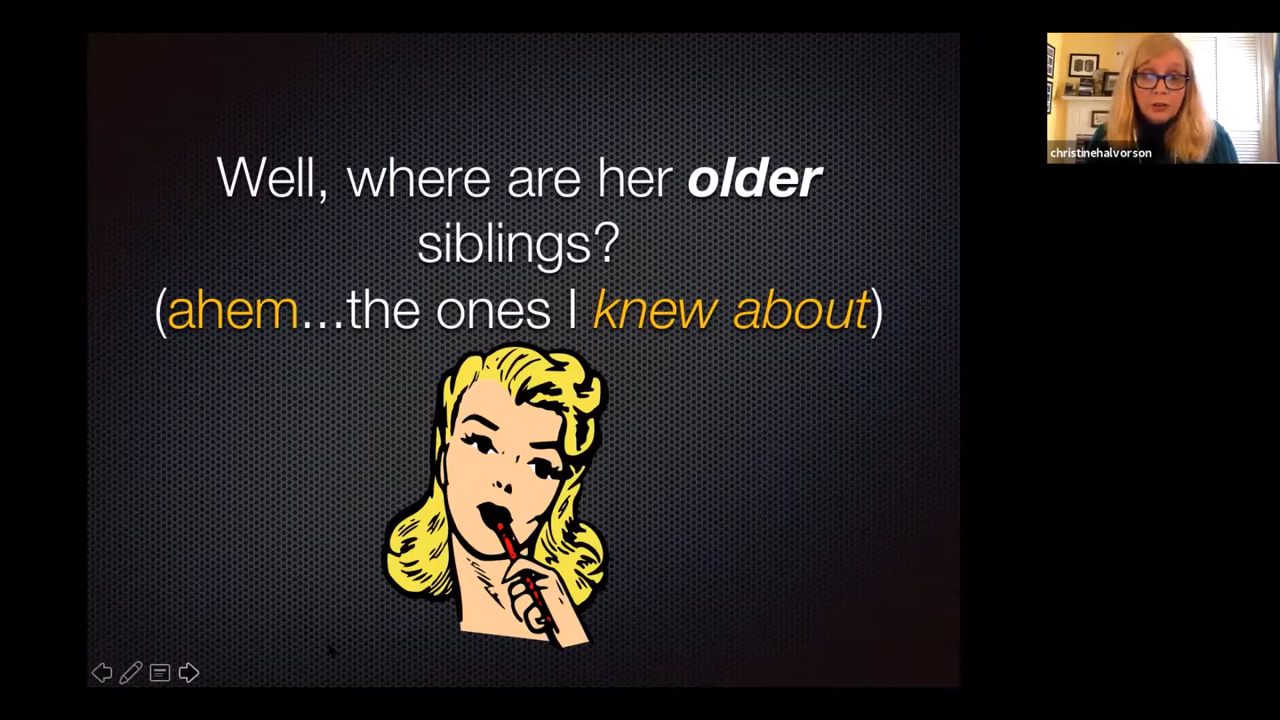 Well, where are her older
siblings?
(ahem...the ones I knew about)
christinehalvorson